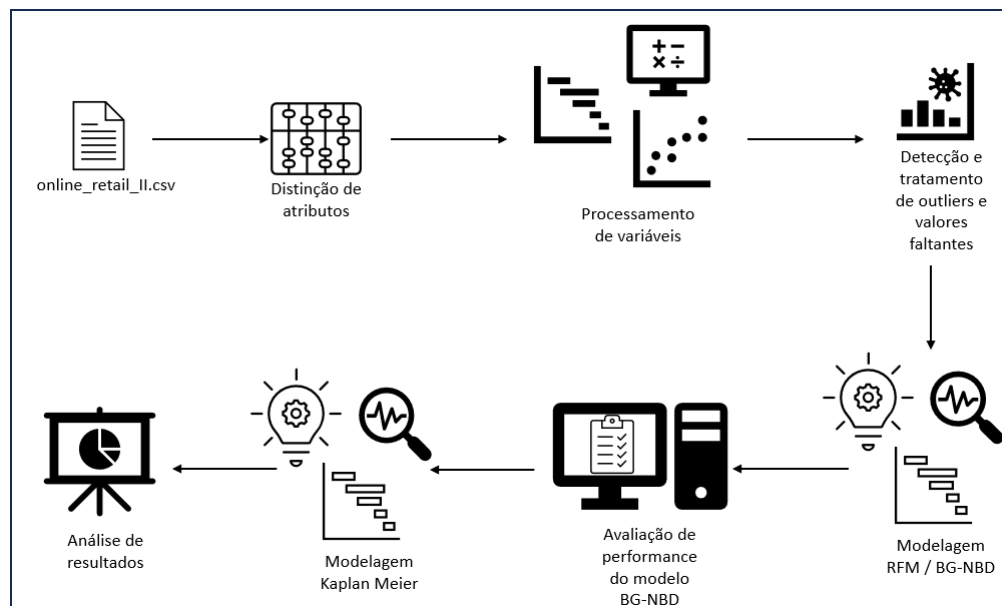 online_retail_II.csv
Distinção de
atributos
Processamento
de variáveis
Detecção e
tratamento
de outliers e
valores
faltantes
Modelagem
RFM / BG-NBD
Avaliação de
performance
do modelo
BG-NBD
Modelagem
Kaplan Meier
Análise de
resultados